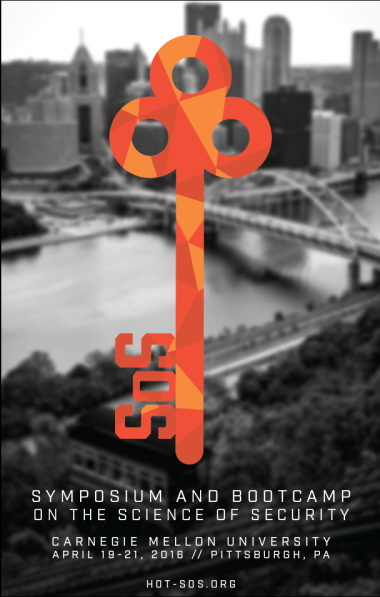 SOS
SYMPOSIUM AND BOOTCAMP
ON THE SCIENCE OF SECURITY
CARNEGIE MELLON UNIVERSITY
APRIL 19-21, 2016 // PITTSBURGH, PA
HOT-SOS.ORG